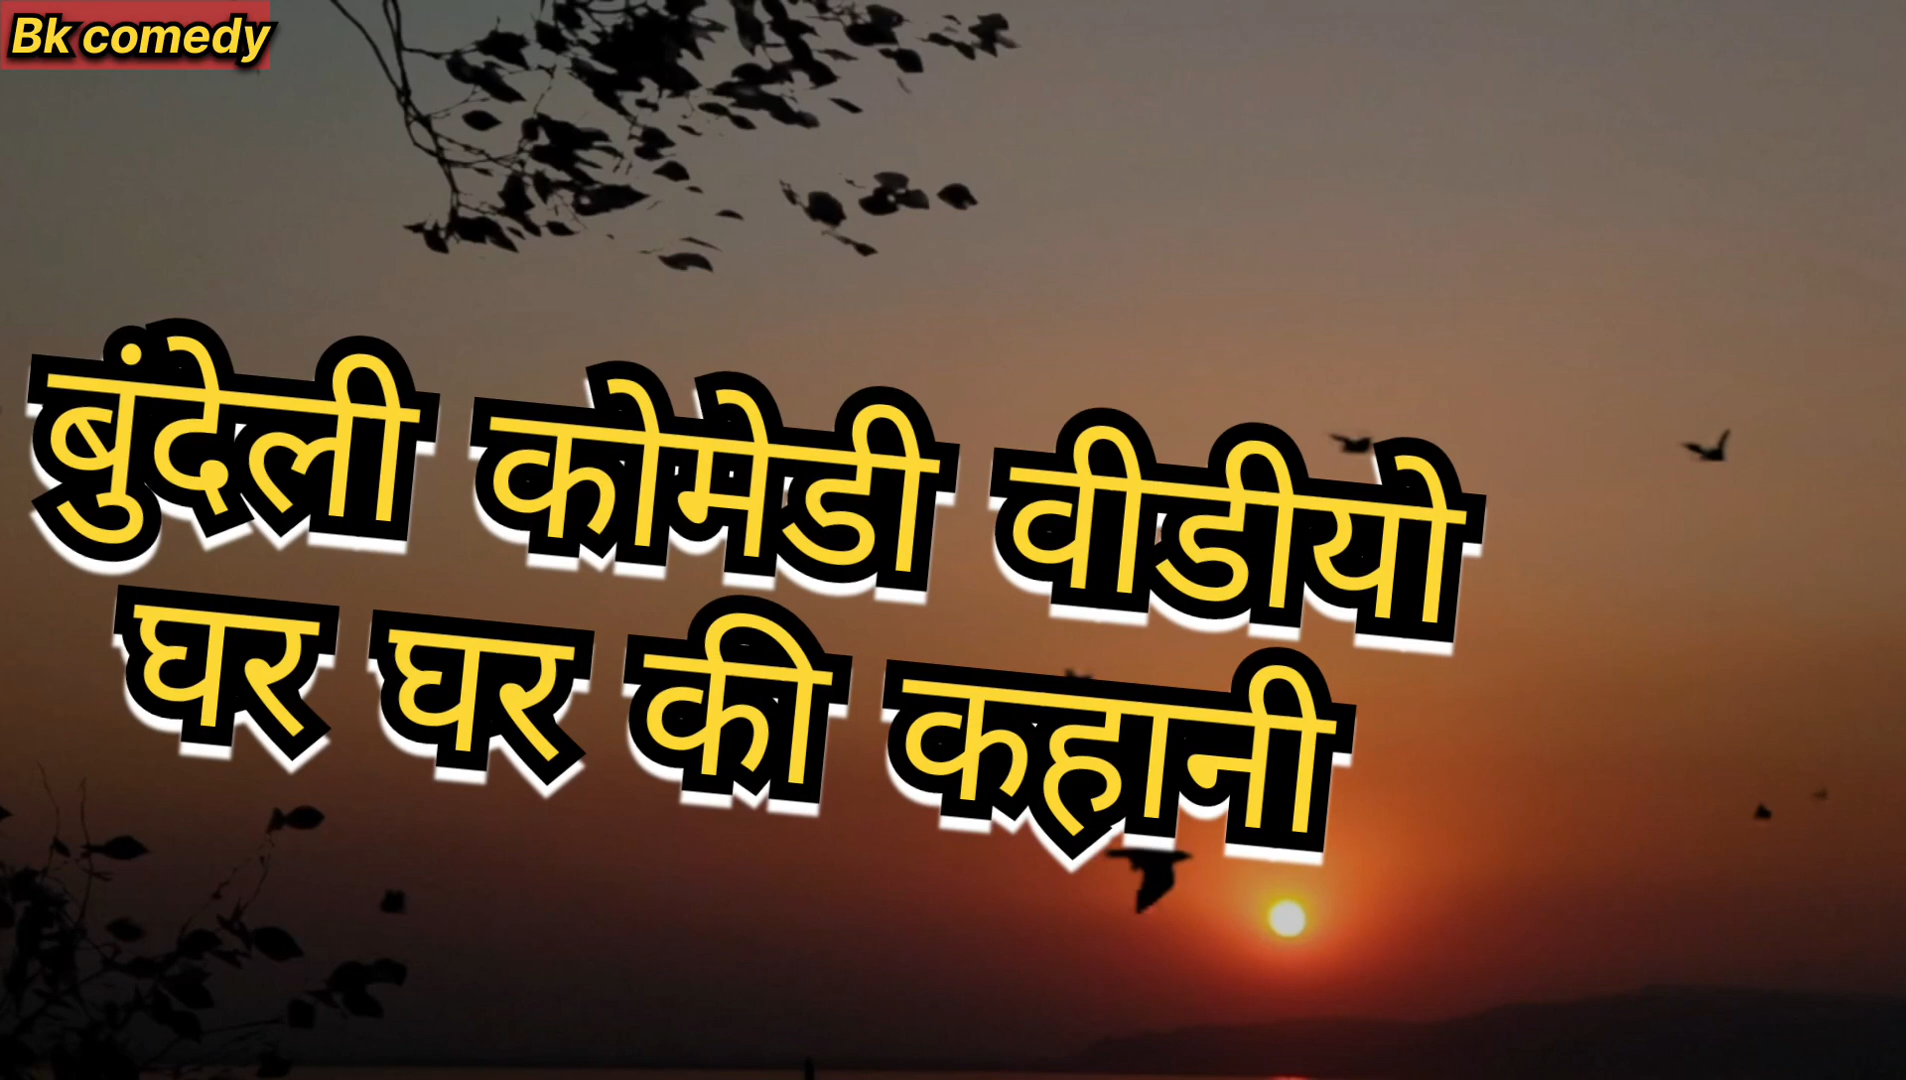 Bk comedy
बुंदेली कोमेडी वीडीयो
घर घर की कहानी